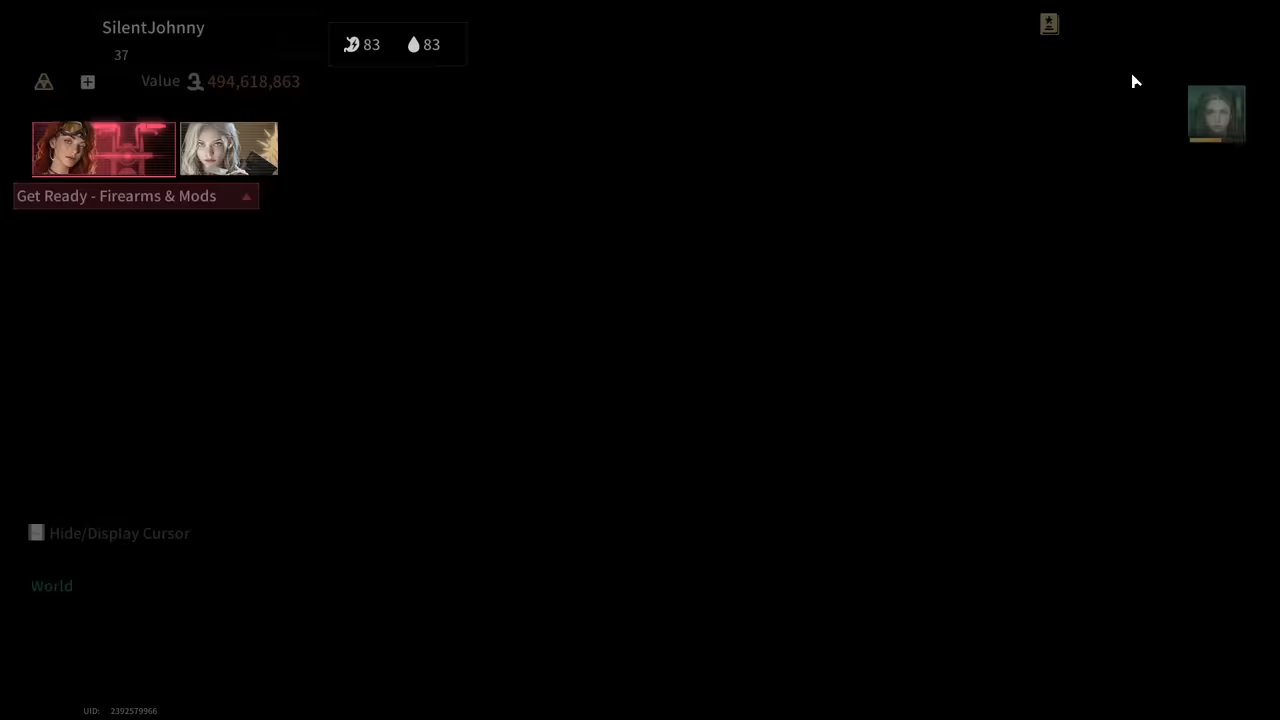 SilentJohnny
83 83
37
Value 494,618,863
Get Ready - Firearms & Mods
Hide/Display Cursor
World
UID: 2392579966